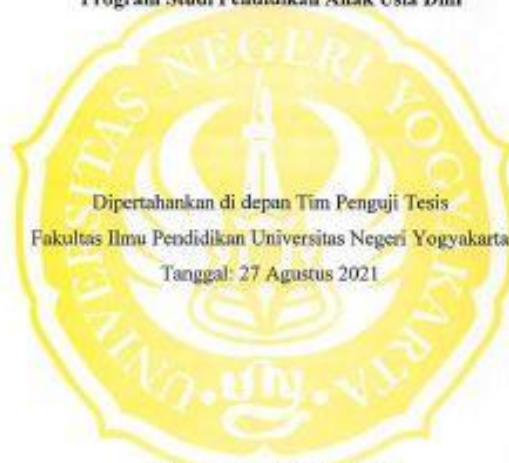 Program Studi Pendidikan Anak Usia Dini
UNIVERSITAS NEGERI YOGYAKARTA
Dipertahankan di depan Tim Penguji Tesis
Fakultas Ilmu Pendidikan Universitas Negeri Yogyakarta
Tanggal: 27 Agustus 2021
uny